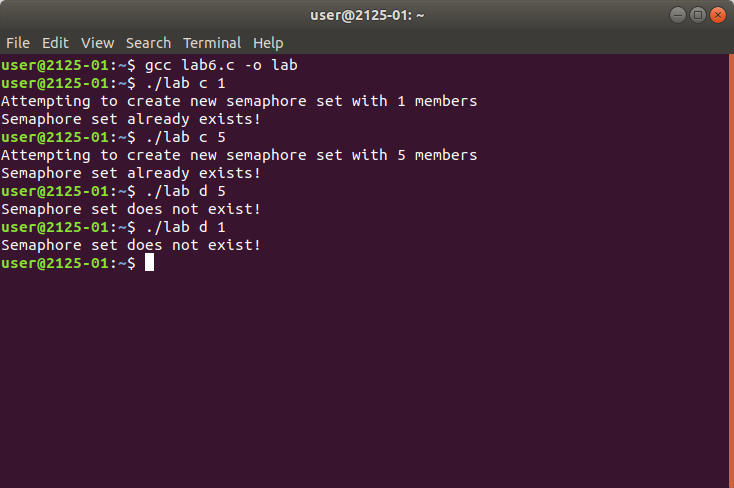 user@2125-01: ~
File Edit View Search Terminal Help
user@2125-01:~$ gcc lab6.c -o lab
user@2125-01:~$ ./lab c 1
Attempting to create new semaphore set with 1 members
Semaphore set already exists!
user@2125-01:~$ ./lab c 5
Attempting to create new semaphore set with 5 members
Semaphore set already exists!
user@2125-01:~$ ./lab d 5
Semaphore set does not exist!
user@2125-01:~$ ./lab d 1
Semaphore set does not exist!
user@2125-01:~$